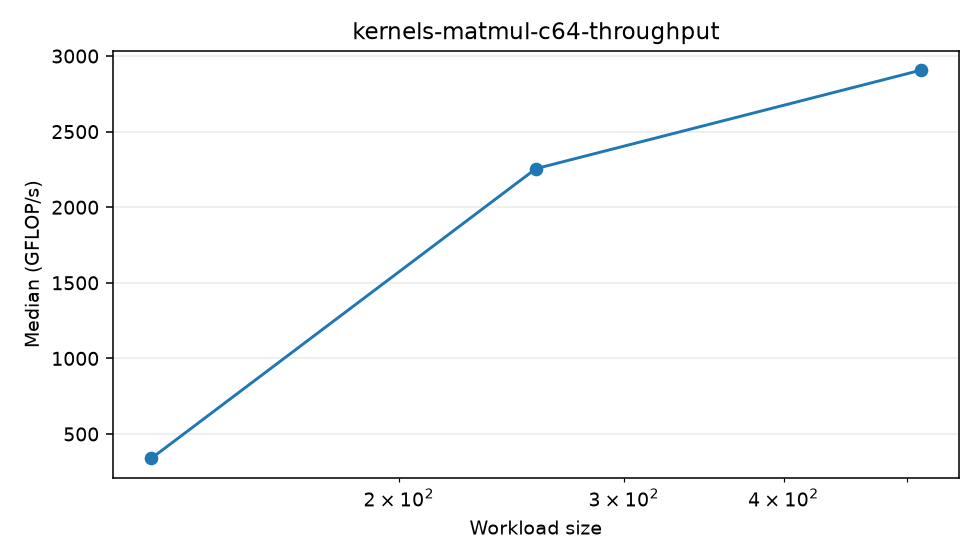 kernels-matmul-c64-throughput
Median (GFLOP/s)
3000
2500
2000
1500
1000
500
2 × 10²
3 × 10²
4 × 10²
Workload size